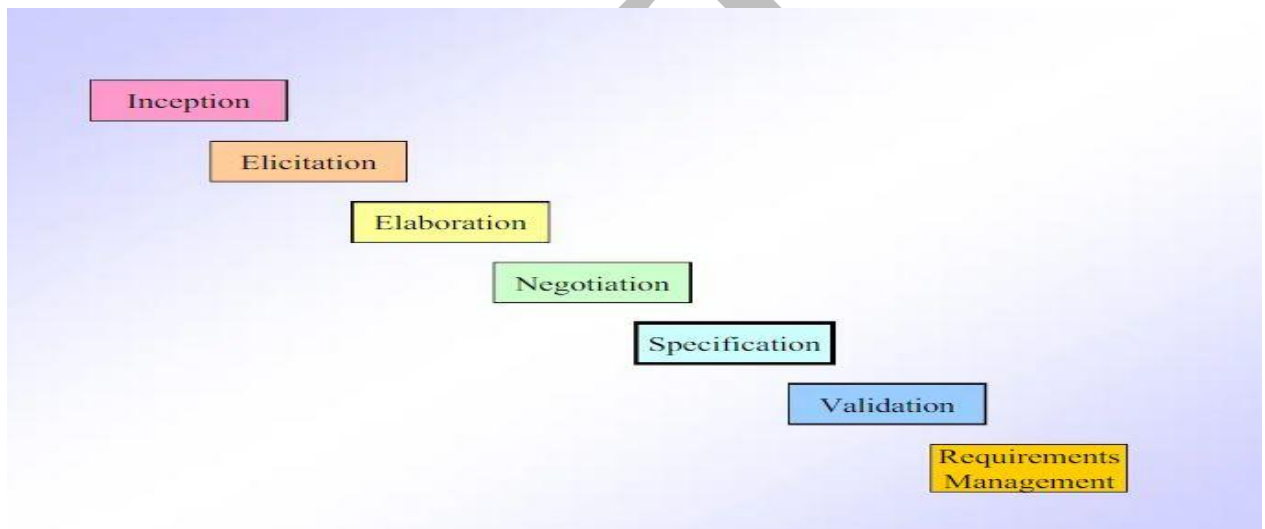 Inception
Elicitation
Elaboration
Negotiation
Specification
Validation
Requirements
Management